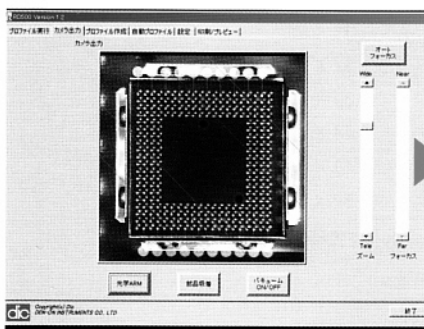 RD500 Version 1.2
プロファイル実行 カメラ出力 プロファイル作成 自動プロファイル 設定 印刷プレビュー
カメラ出力
オート
フォーカス
Wide Near
Tele Far
ズーム フォーカス
光学ARM
部品吸着
バキューム
ON/OFF
dic
Copyright(c) Dic
DEN-ON INSTRUMENTS CO. LTD
終了